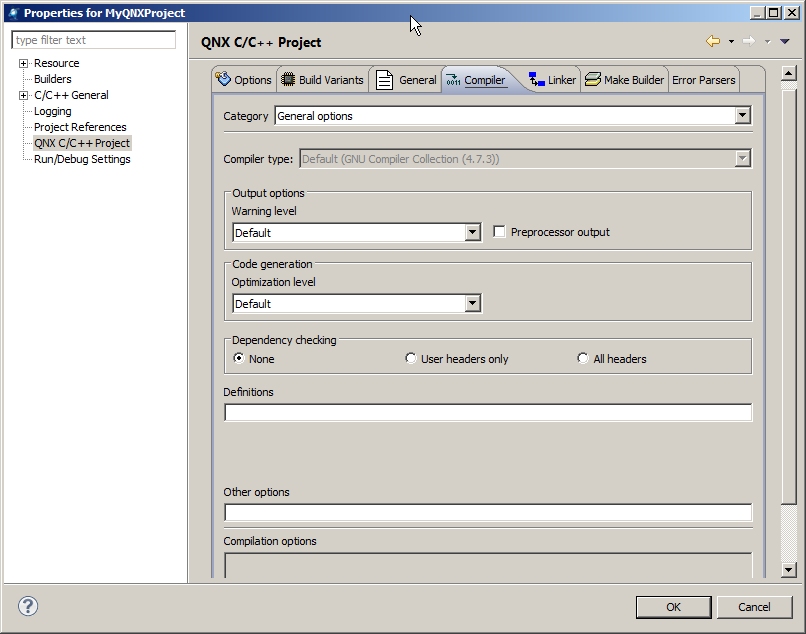 Properties for MyQNXProject
type filter text
Resource
Builders
C/C++ General
Logging
Project References
QNX C/C++ Project
Run/Debug Settings
QNX C/C++ Project
Options Build Variants General Compiler Linker Make Builder Error Parsers
Category General options
Compiler type: Default (GNU Compiler Collection (4.7.3))
Output options
Warning level
Default Preprocessor output
Code generation
Optimization level
Default
Dependency checking
None User headers only All headers
Definitions
Other options
Compilation options
? OK Cancel